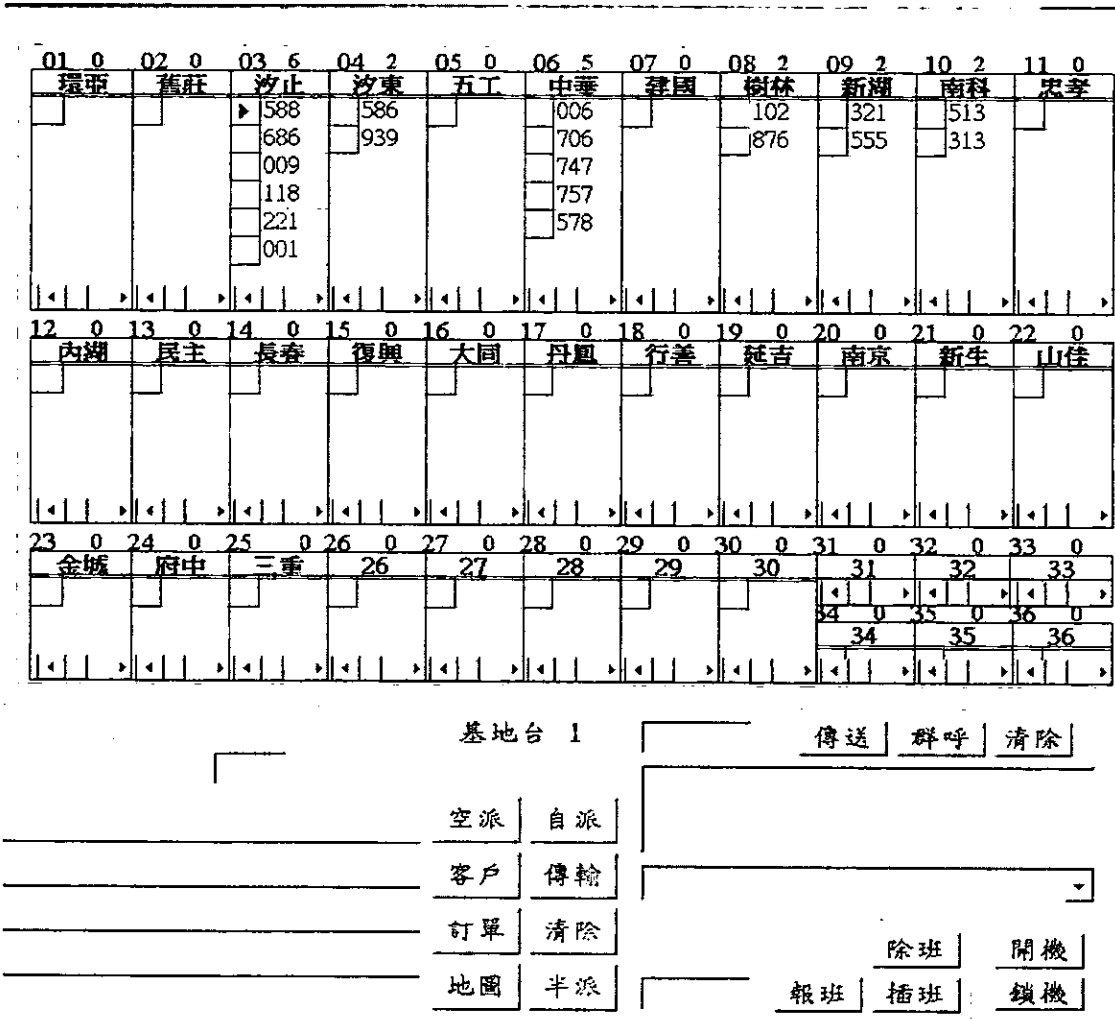 01 0 02 0 03 6 04 2 05 0 06 5 07 0 08 2 09 2 10 2 11 0
環亞 舊莊 汐止 汐東 五工 中華 建國 樹林 新湖 南科 忠孝
588 586 006 102 321 513
686 939 706 876 555 313
009 747
118 757
221 578
001
12 0 13 0 14 0 15 0 16 0 17 0 18 0 19 0 20 0 21 0 22 0
內湖 民主 長春 復興 大同 丹鳳 行善 延吉 南京 新生 山佳
23 0 24 0 25 0 26 0 27 0 28 0 29 0 30 0 31 0 32 0 33 0
金城 府中 三重 26 27 28 29 30 31 32 33
34 0 35 0 36 0
34 35 36
基地台 1 傳送 群呼 清除
空派 自派
客戶 傳輸
訂單 清除 除班 開機
地圖 半派 報班 插班 鎖機